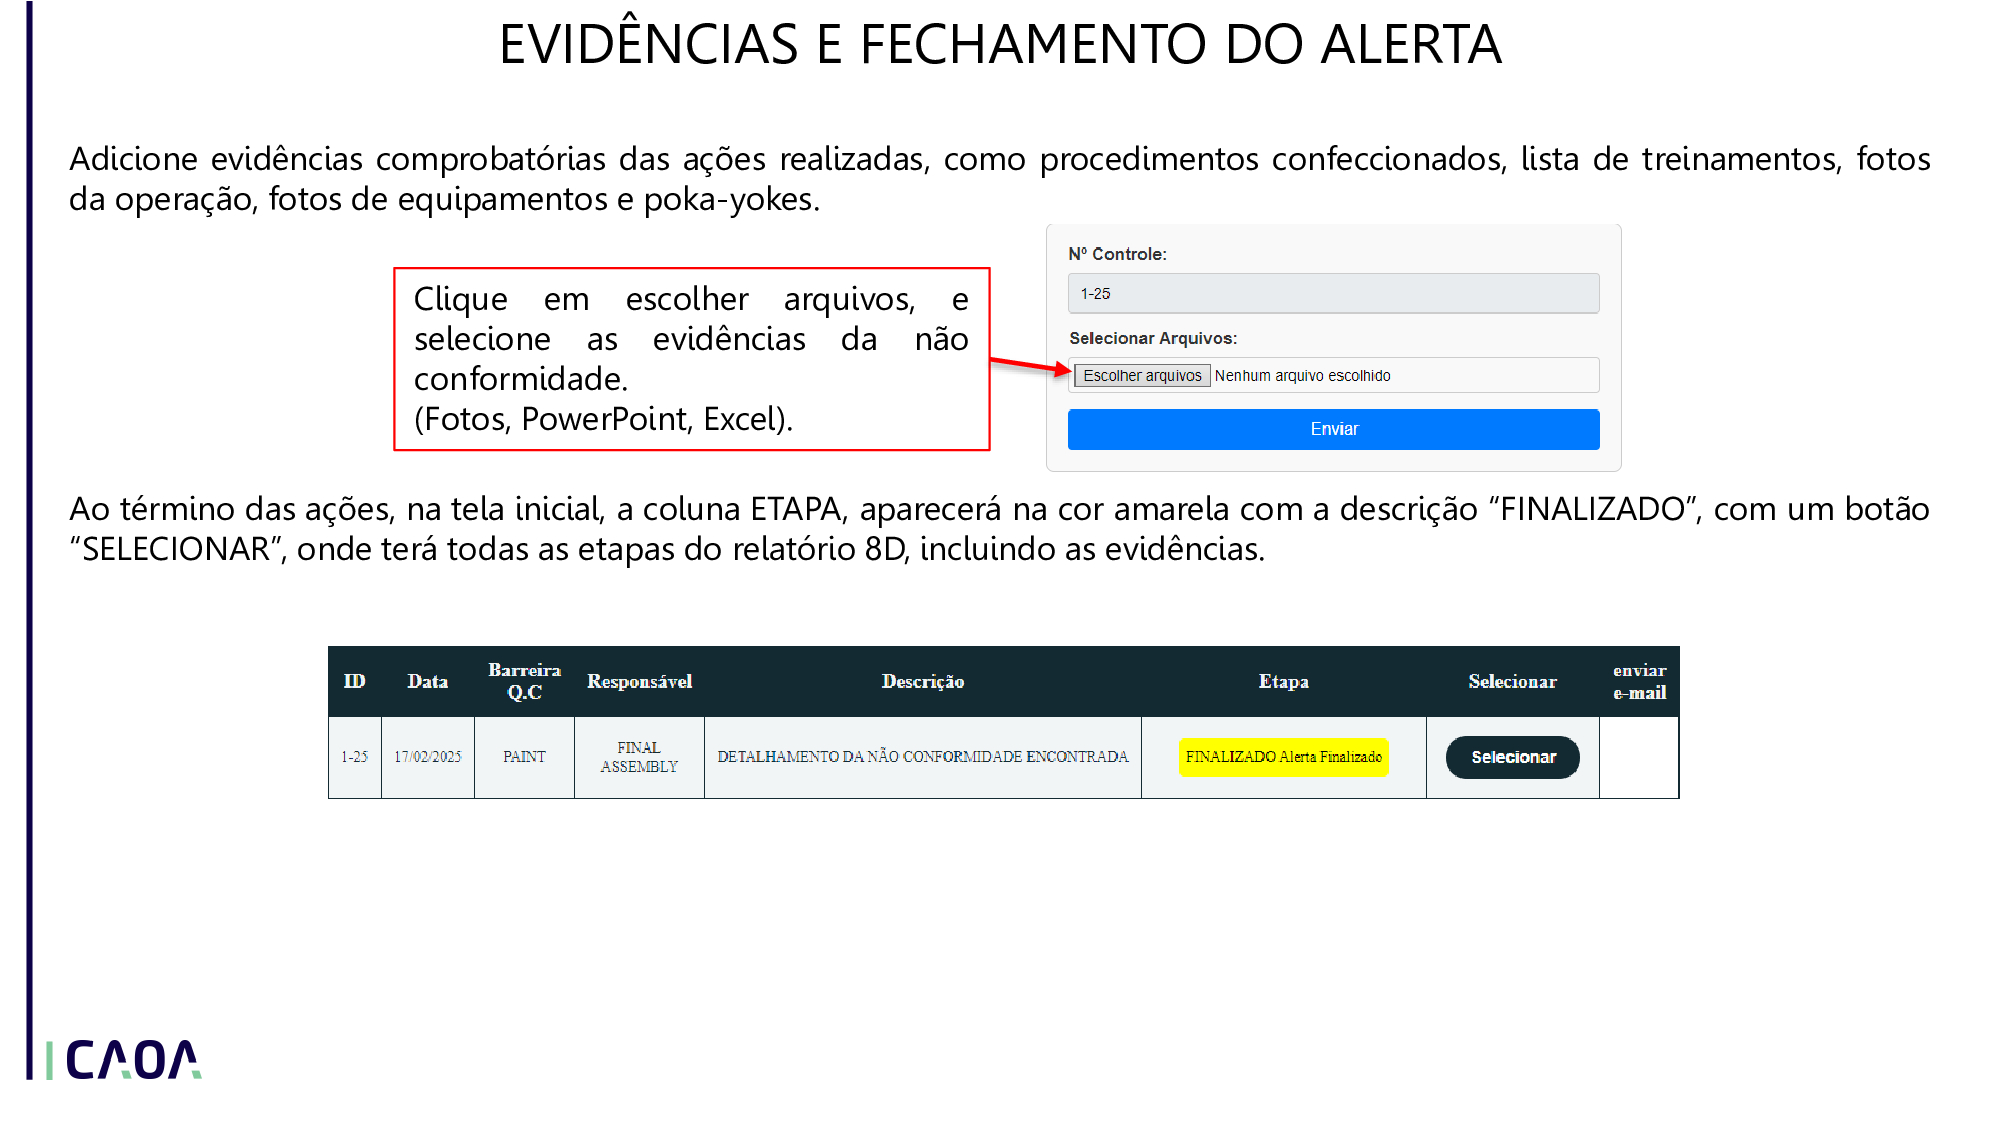 EVIDÊNCIAS E FECHAMENTO DO ALERTA
Adicione evidências comprobatórias das ações realizadas, como procedimentos confeccionados, lista de treinamentos, fotos
da operação, fotos de equipamentos e poka-yokes.
Clique em escolher arquivos, e
selecione as evidências da não
conformidade.
(Fotos, PowerPoint, Excel).
Nº Controle:
1-25
Selecionar Arquivos:
Escolher arquivos Nenhum arquivo escolhido
Enviar
Ao término das ações, na tela inicial, a coluna ETAPA, aparecerá na cor amarela com a descrição “FINALIZADO”, com um botão
“SELECIONAR”, onde terá todas as etapas do relatório 8D, incluindo as evidências.
ID Data Barreira Q.C Responsável Descrição Etapa Selecionar enviar e-mail
1-25 17/02/2025 PAINT FINAL ASSEMBLY DETALHAMENTO DA NÃO CONFORMIDADE ENCONTRADA FINALIZADO Alerta Finalizado Selecionar
CAOA